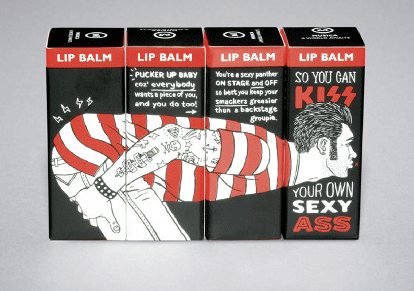 LIP BALM
LIP BALM
PUCKER UP BABY
coz' everybody
wants a piece of you,
and you do too!
LIP BALM
You're a sexy panther
ON STAGE and OFF
so best you keep your
smackers greasier
then a backstage
groupie.
LIP BALM
SO YOU CAN
KISS
YOUR OWN
SEXY
ASS